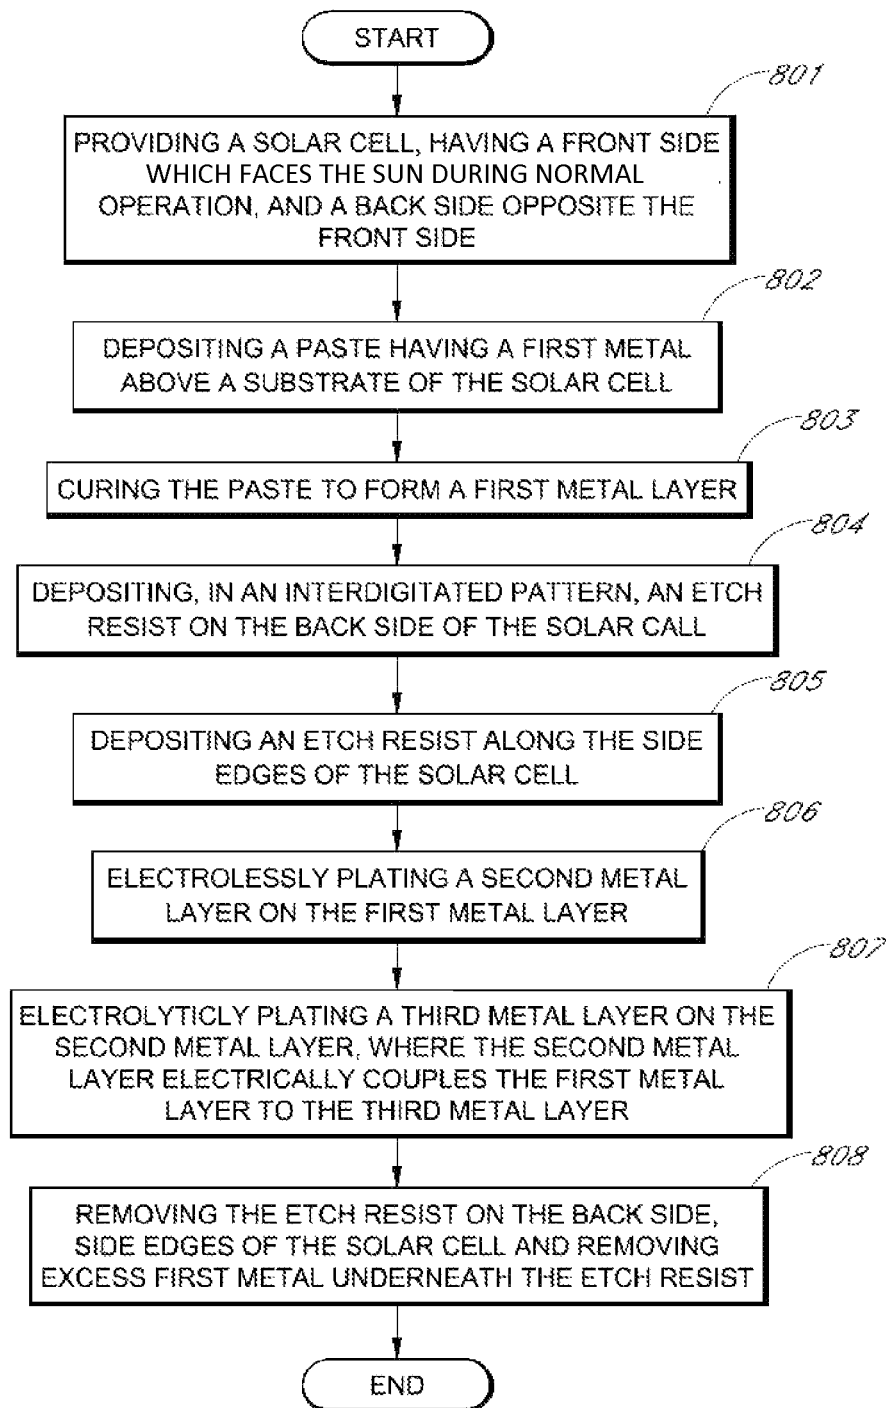 START
801
PROVIDING A SOLAR CELL, HAVING A FRONT SIDE
WHICH FACES THE SUN DURING NORMAL
OPERATION, AND A BACK SIDE OPPOSITE THE
FRONT SIDE
802
DEPOSITING A PASTE HAVING A FIRST METAL
ABOVE A SUBSTRATE OF THE SOLAR CELL
803
CURING THE PASTE TO FORM A FIRST METAL LAYER
804
DEPOSITING, IN AN INTERDIGITATED PATTERN, AN ETCH
RESIST ON THE BACK SIDE OF THE SOLAR CALL
805
DEPOSITING AN ETCH RESIST ALONG THE SIDE
EDGES OF THE SOLAR CELL
806
ELECTROLESSLY PLATING A SECOND METAL
LAYER ON THE FIRST METAL LAYER
807
ELECTROLYTICLY PLATING A THIRD METAL LAYER ON THE
SECOND METAL LAYER, WHERE THE SECOND METAL
LAYER ELECTRICALLY COUPLES THE FIRST METAL
LAYER TO THE THIRD METAL LAYER
808
REMOVING THE ETCH RESIST ON THE BACK SIDE,
SIDE EDGES OF THE SOLAR CELL AND REMOVING
EXCESS FIRST METAL UNDERNEATH THE ETCH RESIST
END